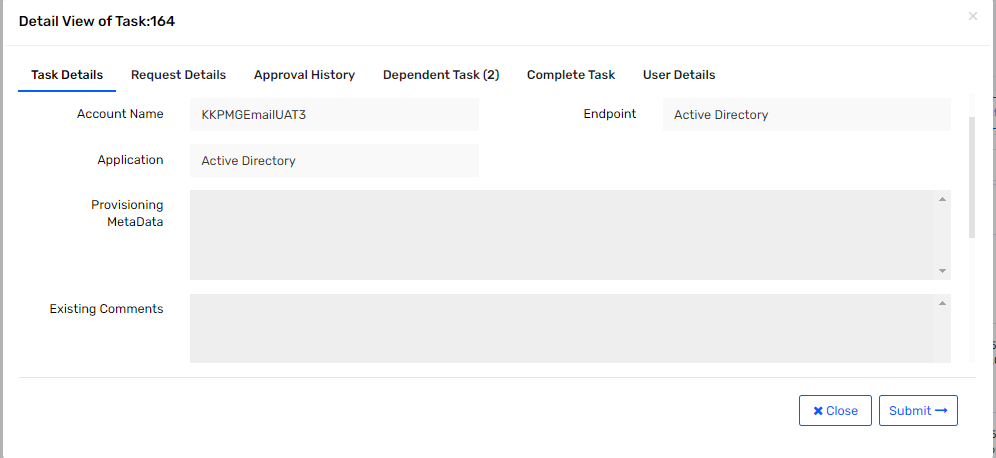 Detail View of Task:164
×
Task Details Request Details Approval History Dependent Task (2) Complete Task User Details
Account Name KKPMGEmailUAT3 Endpoint Active Directory
Application Active Directory
Provisioning
MetaData
Existing Comments
✖ Close Submit →